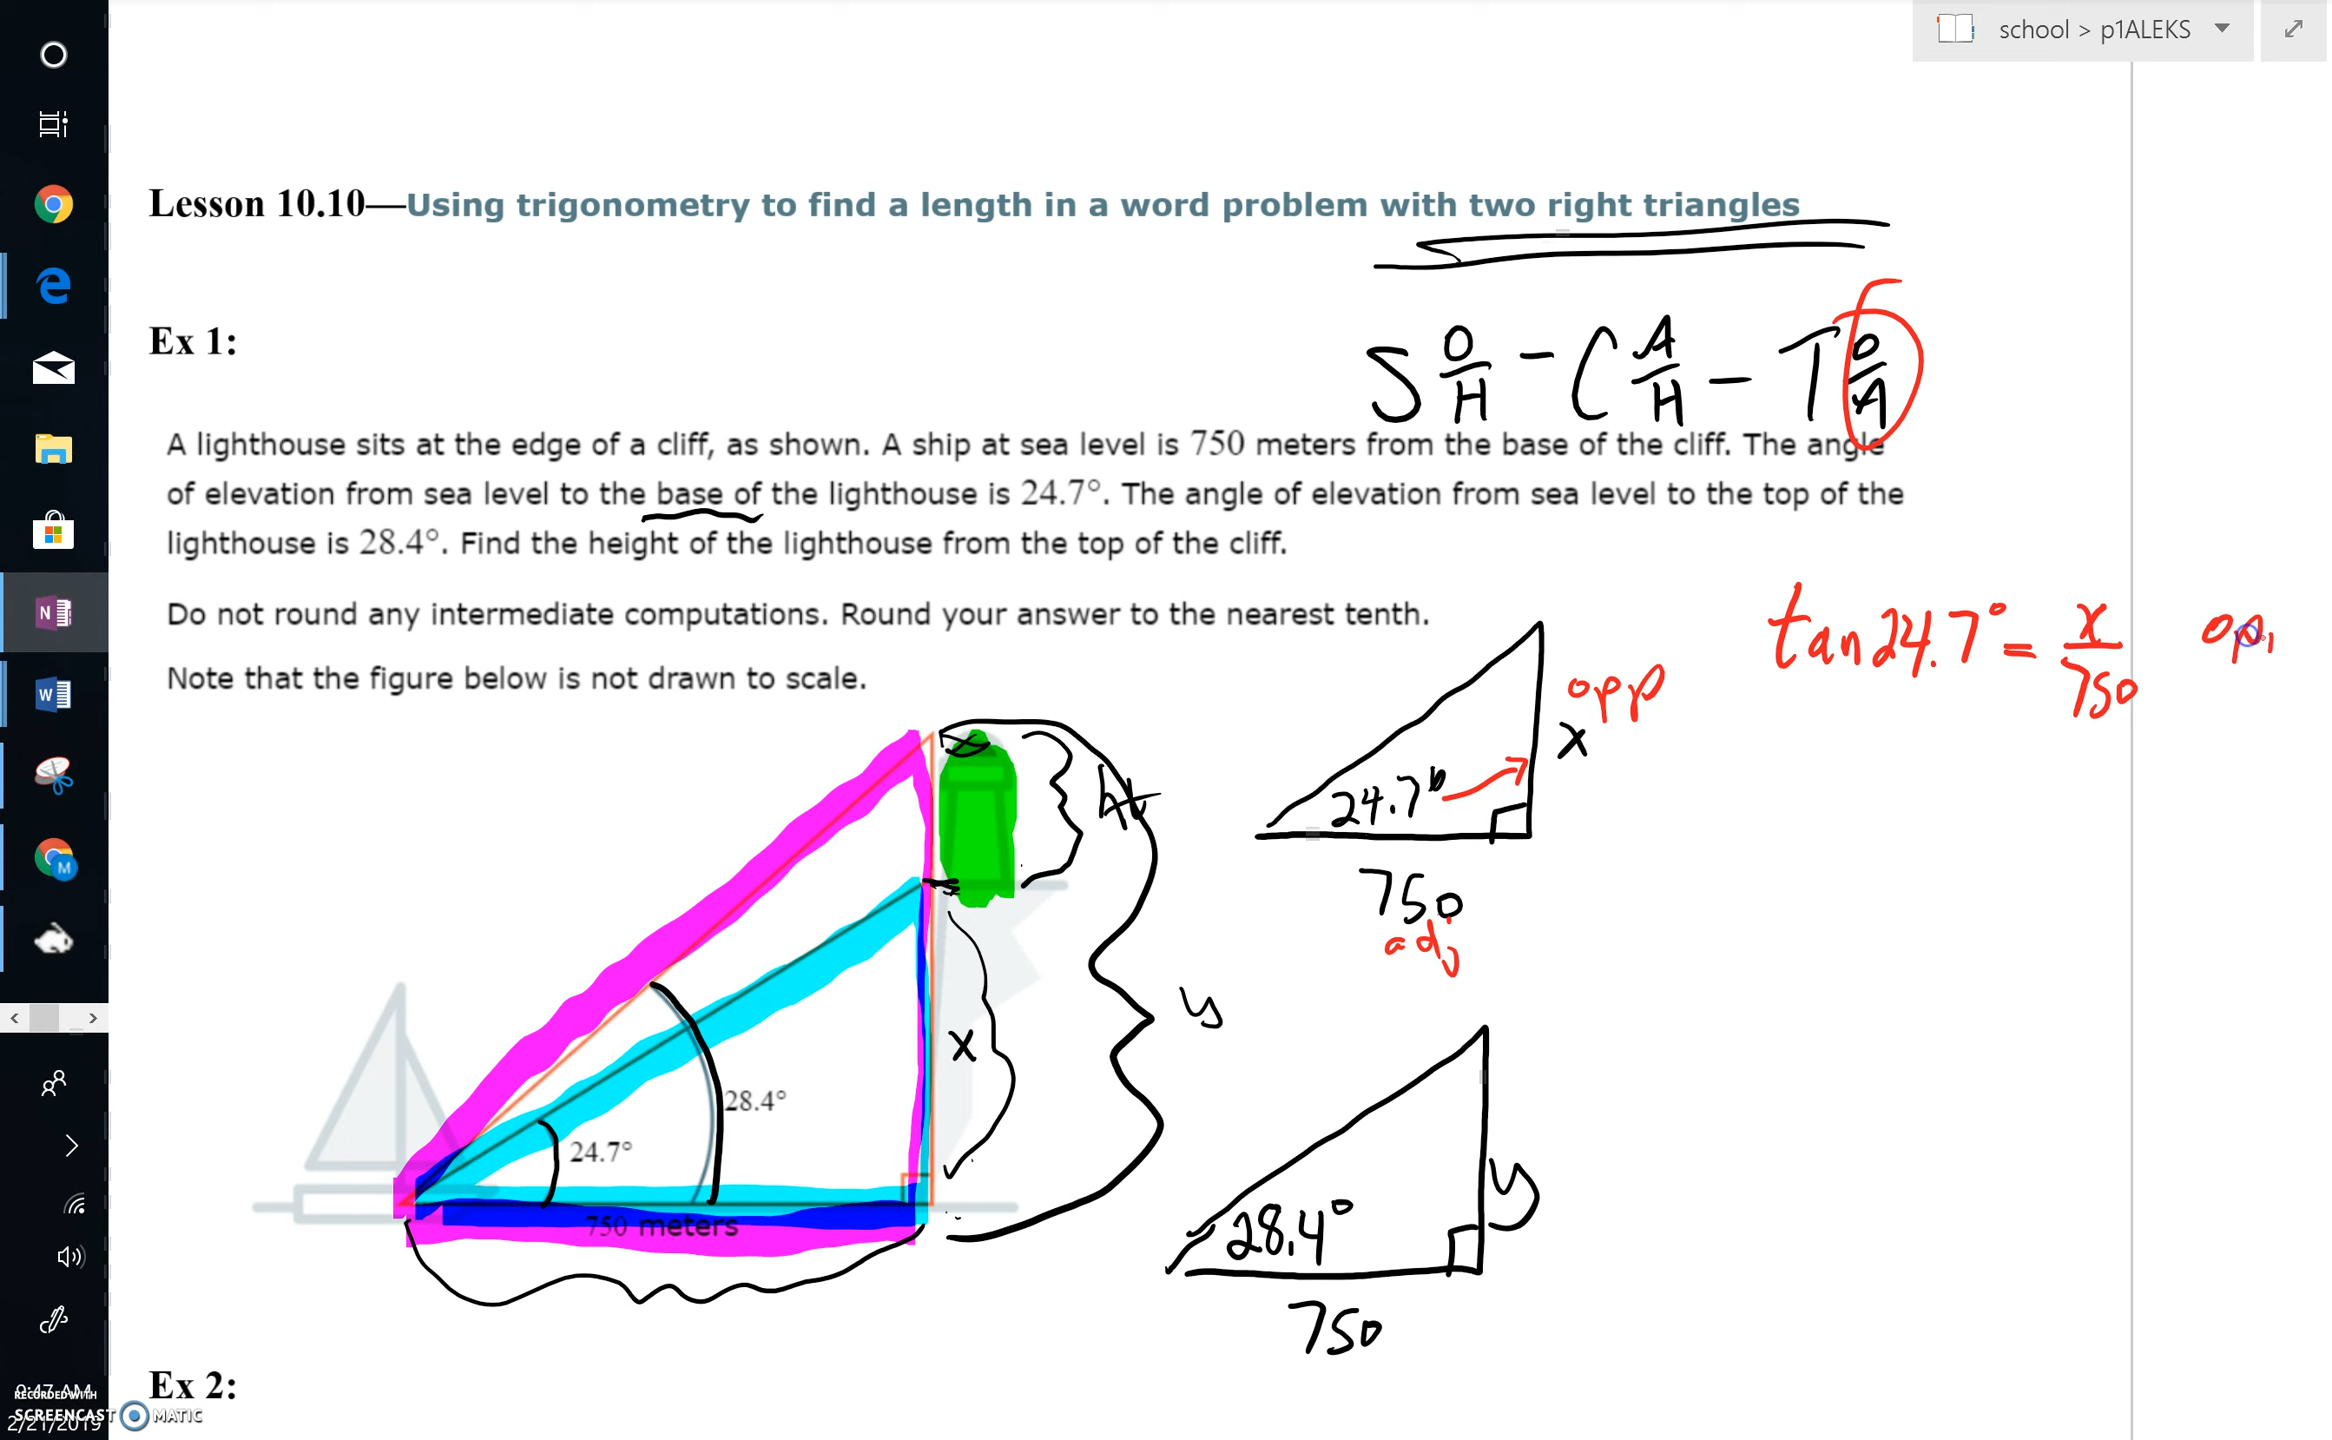 school > p1ALEKS
Lesson 10.10—Using trigonometry to find a length in a word problem with two right triangles
Ex 1:
S O/H - C A/H - T O/A
A lighthouse sits at the edge of a cliff, as shown. A ship at sea level is 750 meters from the base of the cliff. The angle
of elevation from sea level to the base of the lighthouse is 24.7°. The angle of elevation from sea level to the top of the
lighthouse is 28.4°. Find the height of the lighthouse from the top of the cliff.
Do not round any intermediate computations. Round your answer to the nearest tenth.
Note that the figure below is not drawn to scale.
tan 24.7° = x/750
opp
x
24.7°
750
adj
y
x
28.4°
24.7°
750 meters
y
28.4°
750
Ex 2:
RECORDED WITH
SCREENCAST MATIC
2/21/2019